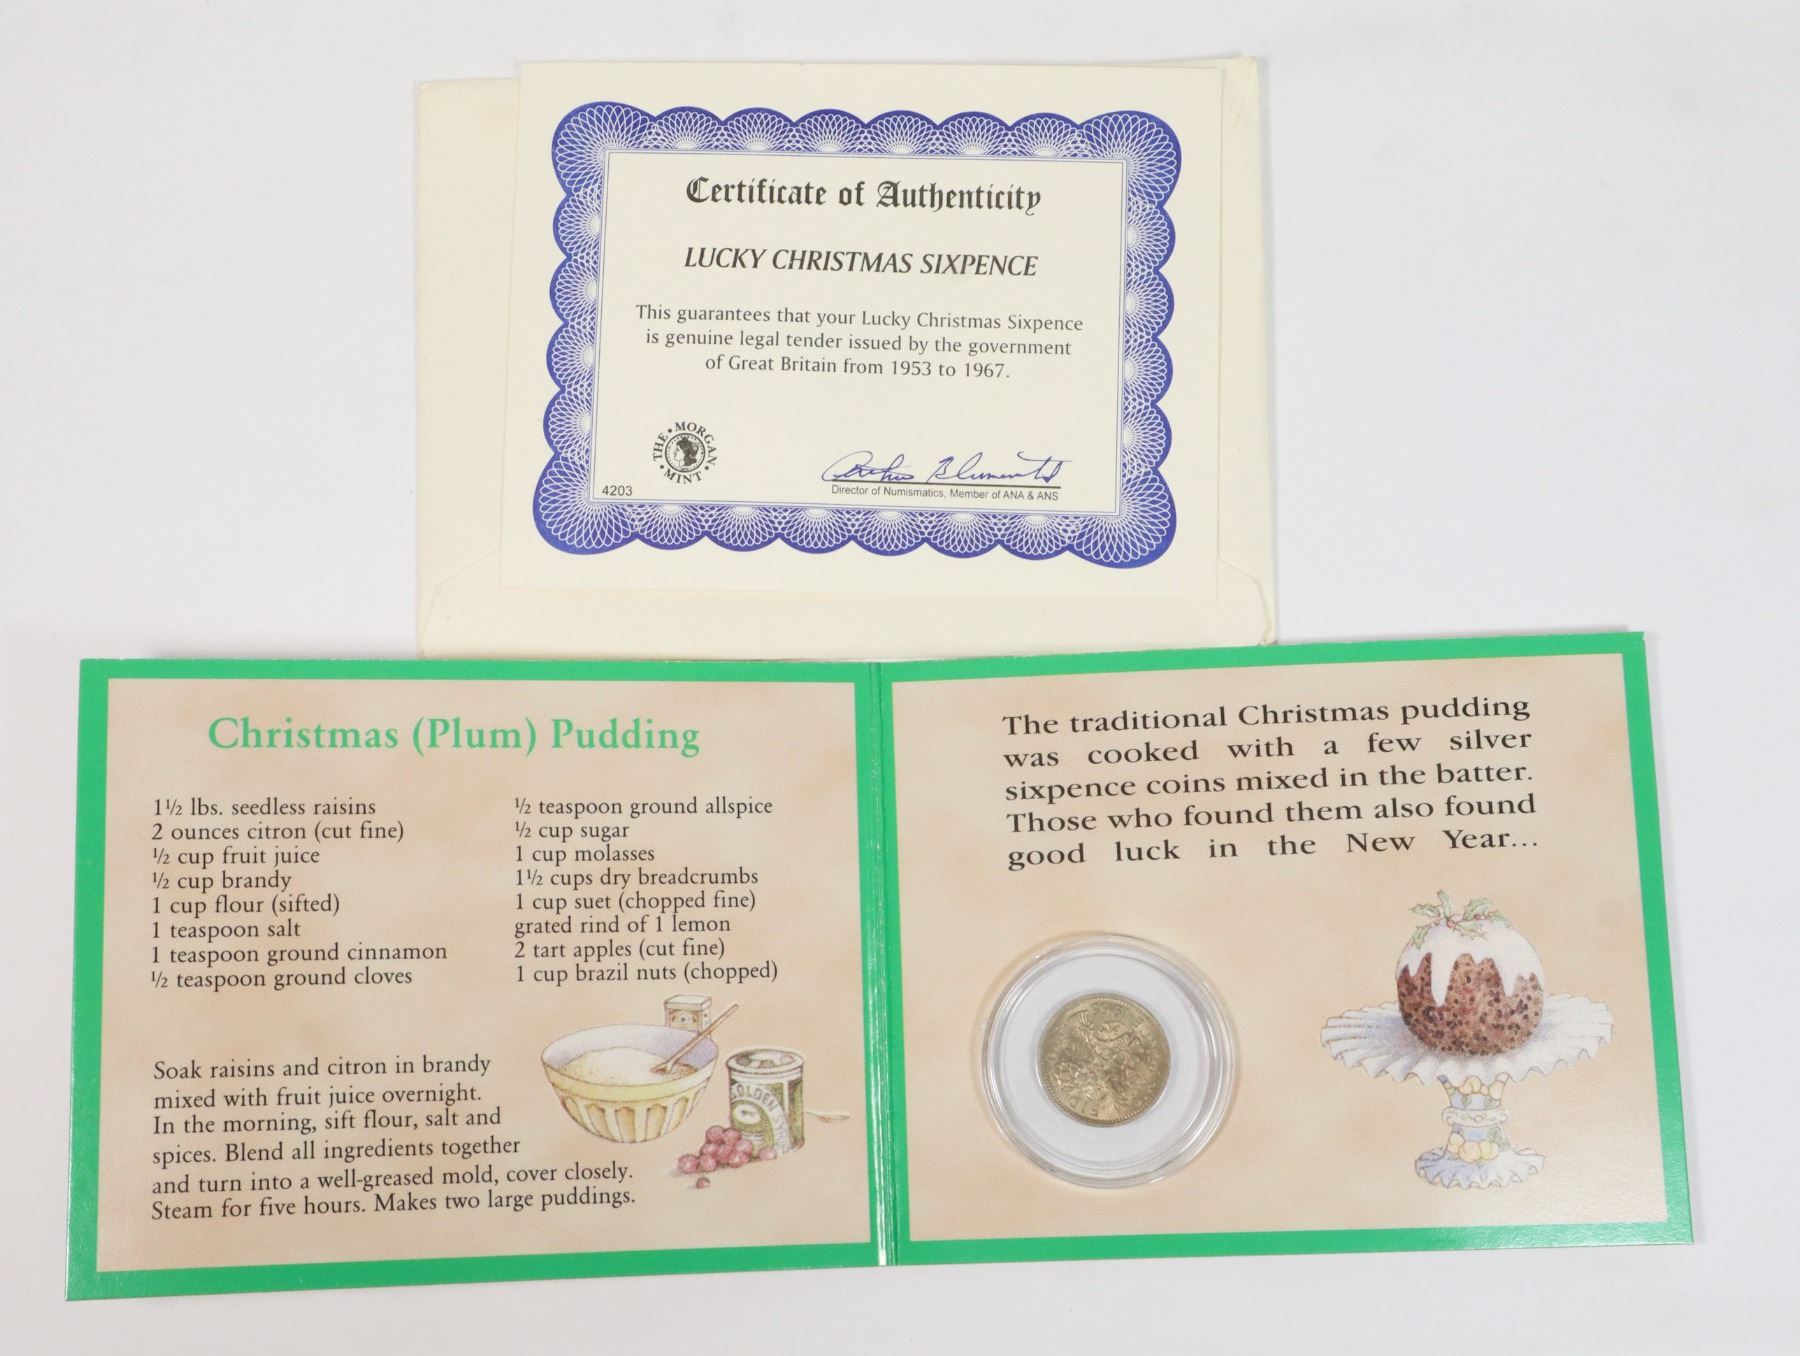 Certificate of Authenticity
LUCKY CHRISTMAS SIXPENCE
This guarantees that your Lucky Christmas Sixpence
is genuine legal tender issued by the government
of Great Britain from 1953 to 1967.
THE • MORGAN • MINT •
4203
Director of Numismatics, Member of ANA & ANS
Christmas (Plum) Pudding
1½ lbs. seedless raisins
2 ounces citron (cut fine)
½ cup fruit juice
½ cup brandy
1 cup flour (sifted)
1 teaspoon salt
1 teaspoon ground cinnamon
½ teaspoon ground cloves
½ teaspoon ground allspice
½ cup sugar
1 cup molasses
1½ cups dry breadcrumbs
1 cup suet (chopped fine)
grated rind of 1 lemon
2 tart apples (cut fine)
1 cup brazil nuts (chopped)
Soak raisins and citron in brandy
mixed with fruit juice overnight.
In the morning, sift flour, salt and
spices. Blend all ingredients together
and turn into a well-greased mold, cover closely.
Steam for five hours. Makes two large puddings.
The traditional Christmas pudding
was cooked with a few silver
sixpence coins mixed in the batter.
Those who found them also found
good luck in the New Year...